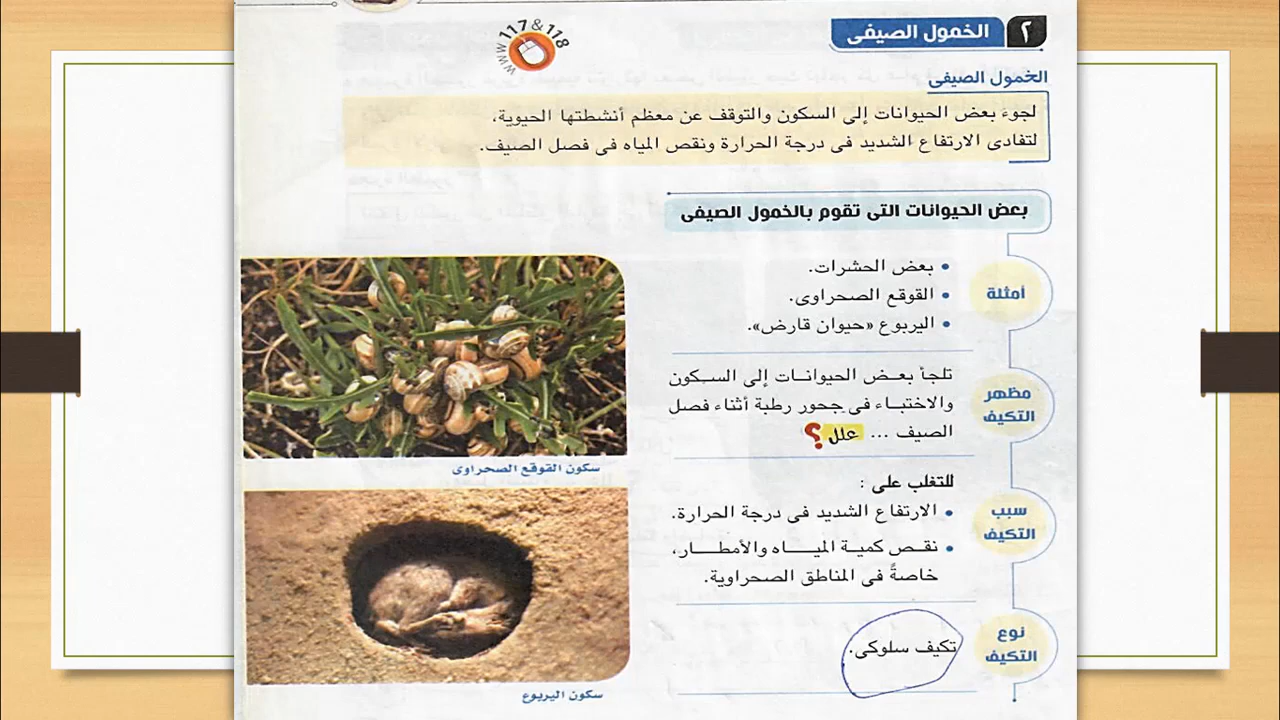 ٢ الخمول الصيفى
WWW 117 & 118
الخمول الصيفى
لجوء بعض الحيوانات إلى السكون والتوقف عن معظم أنشطتها الحيوية،
لتفادى الارتفاع الشديد فى درجة الحرارة ونقص المياه فى فصل الصيف.
بعض الحيوانات التى تقوم بالخمول الصيفى
أمثلة
• بعض الحشرات.
• القوقع الصحراوى.
• اليربوع «حيوان قارض».
مظهر
التكيف
تلجأ بعض الحيوانات إلى السكون
والاختباء فى جحور رطبة أثناء فصل
الصيف ... علل ؟
سبب
التكيف
للتغلب على :
• الارتفاع الشديد فى درجة الحرارة.
• نقص كمية المياه والأمطار،
خاصةً فى المناطق الصحراوية.
نوع
التكيف
تكيف سلوكى.
سكون القوقع الصحراوى
سكون اليربوع